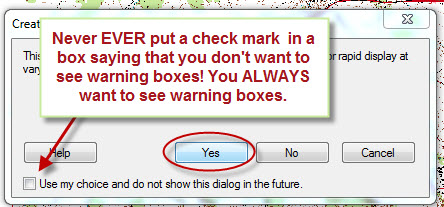 Creat
Never EVER put a check mark in a
box saying that you don't want to
see warning boxes! You ALWAYS
want to see warning boxes.
This
or rapid display at
Help
Yes
No
Cancel
Use my choice and do not show this dialog in the future.